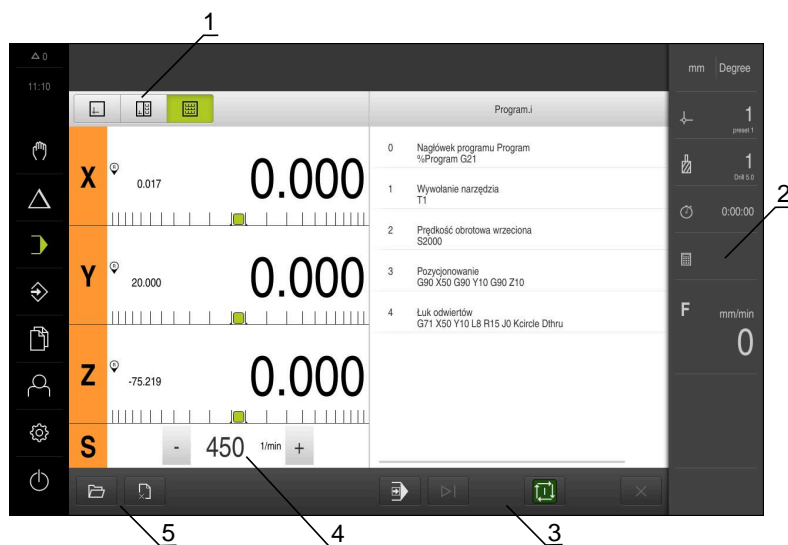 1
0
11:10
mm Degree
Program.i
1
preset 1
1
Drill 5.0
0:00:00
2
F mm/min
0
X R 0.017 0.000
Y R 20.000 0.000
Z R -75.219 0.000
S - 450 1/min +
0 Nagłówek programu Program
%Program G21
1 Wywołanie narzędzia
T1
2 Prędkość obrotowa wrzeciona
S2000
3 Pozycjonowanie
G90 X50 G90 Y10 G90 Z10
4 Łuk odwiertów
G71 X50 Y10 L8 R15 J0 Kcircle Dthru
5
4
3